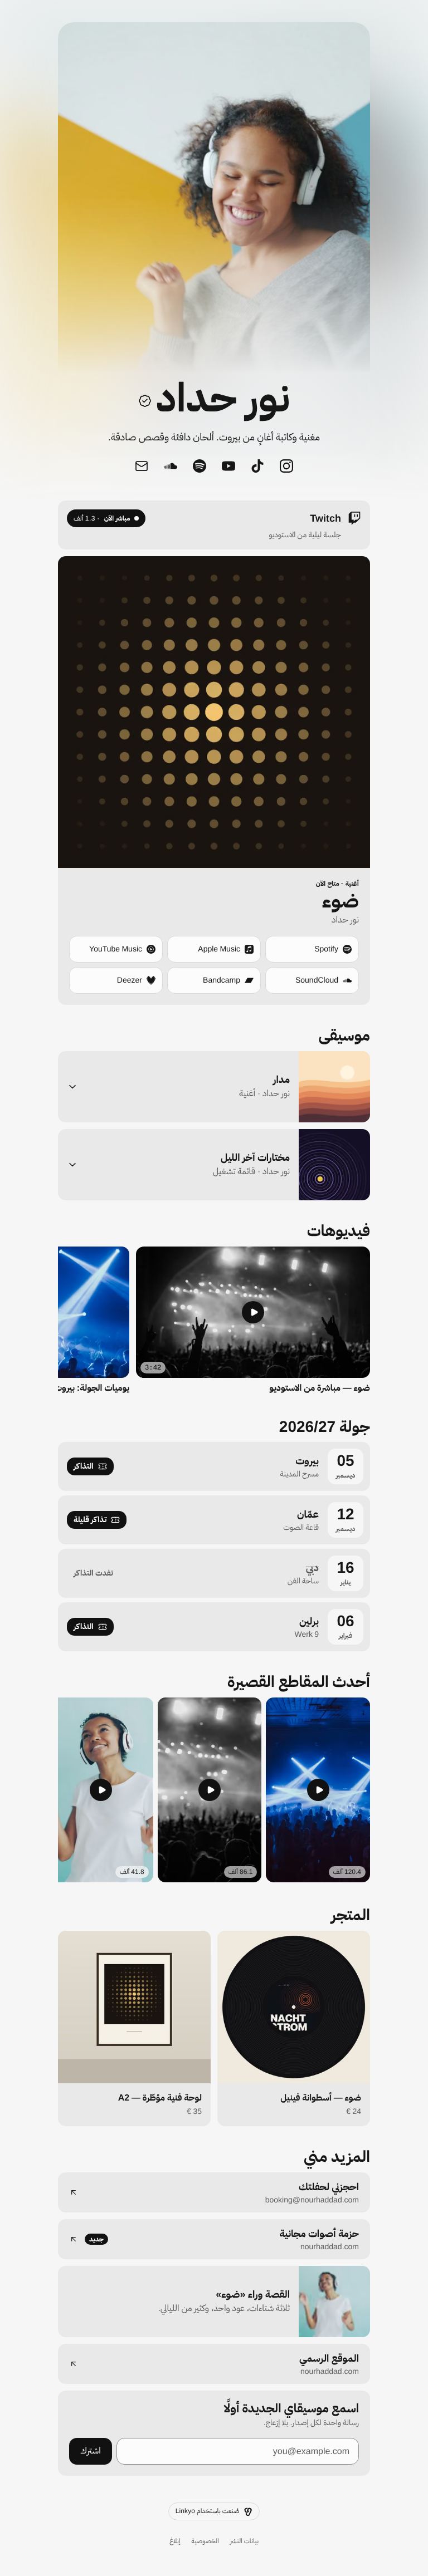 نور حداد
مغنية وكاتبة أغانٍ من بيروت. ألحان دافئة وقصص صادقة.
Twitch
مباشر الآن · 1.3 ألف
جلسة ليلية من الاستوديو
أغنية · متاح الآن
ضوء
نور حداد
Spotify
Apple Music
YouTube Music
SoundCloud
Bandcamp
Deezer
موسيقى
مدار
نور حداد · أغنية
مختارات آخر الليل
نور حداد · قائمة تشغيل
فيديوهات
3:42
ضوء — مباشرة من الاستوديو
يوميات الجولة: بيروت
جولة 2026/27
05
ديسمبر
بيروت
مسرح المدينة
التذاكر
12
ديسمبر
عمّان
قاعة الصوت
تذاكر قليلة
16
يناير
دبي
ساحة الفن
نفدت التذاكر
06
فبراير
برلين
Werk 9
التذاكر
أحدث المقاطع القصيرة
120.4 ألف
86.1 ألف
41.8 ألف
المتجر
NACHT
STROM
ضوء — أسطوانة فينيل
24 €
لوحة فنية مؤطّرة — A2
35 €
المزيد مني
احجزني لحفلتك
booking@nourhaddad.com
حزمة أصوات مجانية
nourhaddad.com
جديد
القصة وراء «ضوء»
ثلاثة شتاءات، عود واحد، وكثير من الليالي.
الموقع الرسمي
nourhaddad.com
اسمع موسيقاي الجديدة أولًا
رسالة واحدة لكل إصدار. بلا إزعاج.
you@example.com
اشترك
صُنعت باستخدام Linkyo
بيانات النشر
الخصوصية
إبلاغ